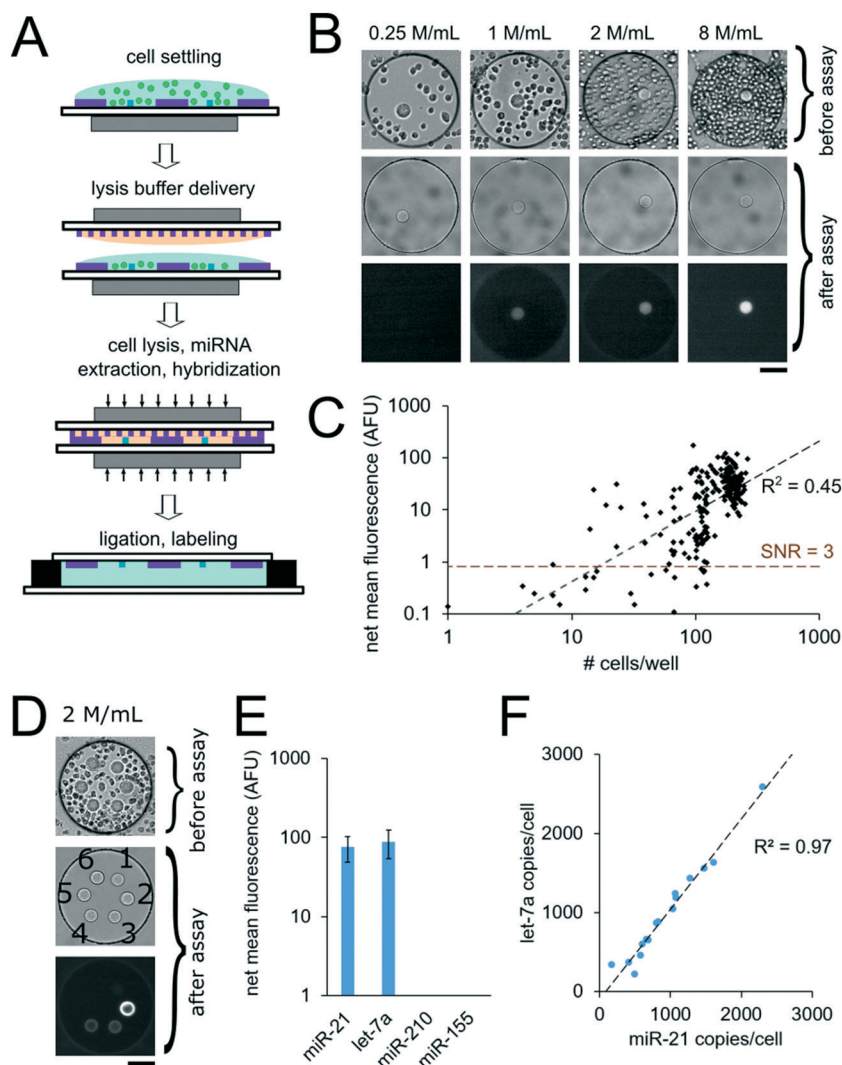 A
cell settling
lysis buffer delivery
cell lysis, miRNA
extraction, hybridization
ligation, labeling
B
0.25 M/mL 1 M/mL 2 M/mL 8 M/mL
before assay
after assay
C
net mean fluorescence (AFU)
1000
100
10
1
0.1
R² = 0.45
SNR = 3
1 10 100 1000
# cells/well
D
2 M/mL
before assay
6 1
5 2
4 3
after assay
E
net mean fluorescence (AFU)
1000
100
10
1
miR-21 let-7a miR-210 miR-155
F
let-7a copies/cell
3000
2000
1000
0
R² = 0.97
0 1000 2000 3000
miR-21 copies/cell